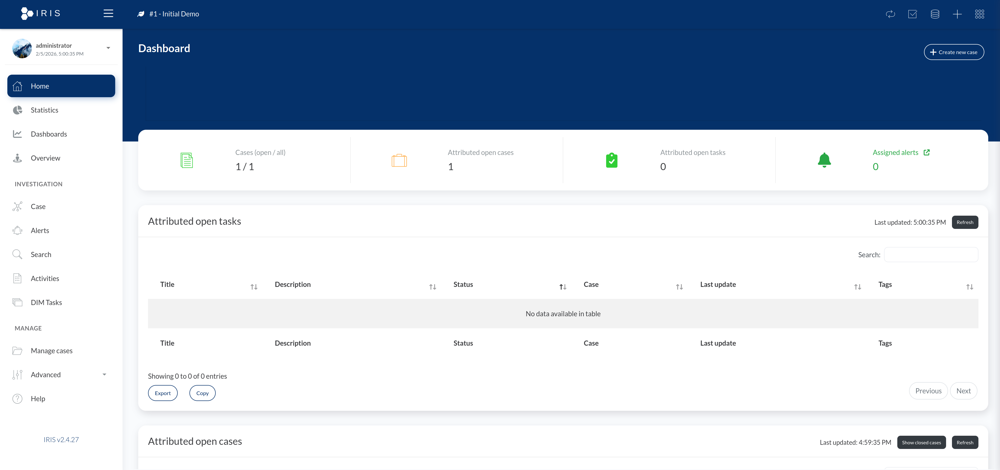 IRIS
#1 - Initial Demo
administrator
2/5/2026, 5:00:35 PM
Home
Statistics
Dashboards
Overview
INVESTIGATION
Case
Alerts
Search
Activities
DIM Tasks
MANAGE
Manage cases
Advanced
Help
IRIS v2.4.27
Dashboard
Create new case
Cases (open / all)
1 / 1
Attributed open cases
1
Attributed open tasks
0
Assigned alerts
0
Attributed open tasks
Last updated: 5:00:35 PM Refresh
Search:
Title Description Status Case Last update Tags
No data available in table
Title Description Status Case Last update Tags
Showing 0 to 0 of 0 entries
Export Copy
Previous Next
Attributed open cases
Last updated: 4:59:35 PM Show closed cases Refresh